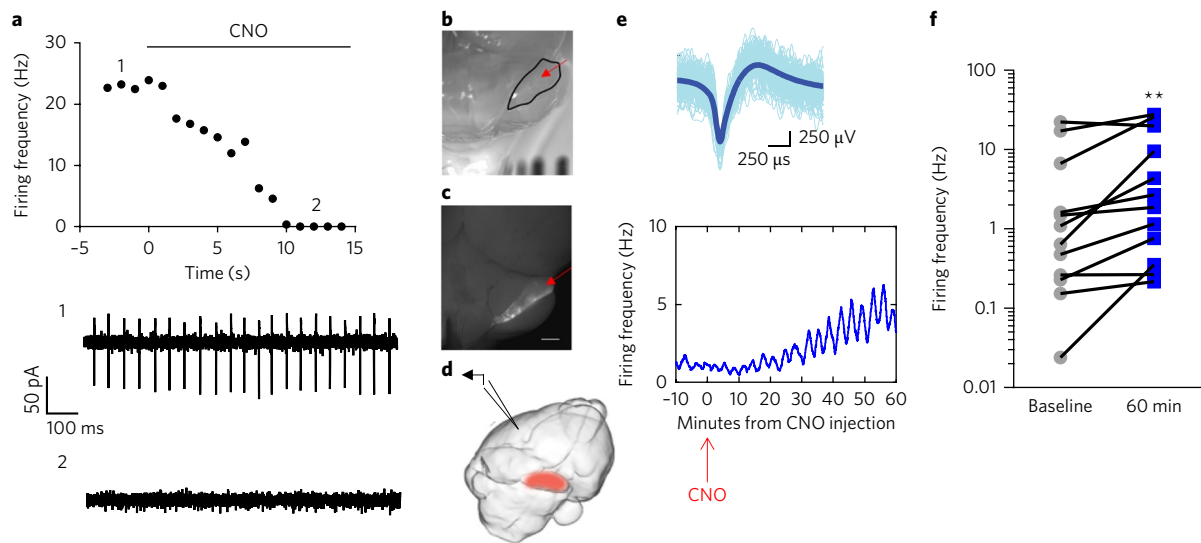 a
CNO
30
20
10
0
1
2
−5
0
5
10
15
Firing frequency (Hz)
Time (s)
1
50 pA
100 ms
2
b
c
d
e
250 µV
250 µs
10
5
0
Firing frequency (Hz)
−10 0 10 20 30 40 50 60
Minutes from CNO injection
CNO
f
**
100
10
1
0.1
0.01
Firing frequency (Hz)
Baseline
60 min